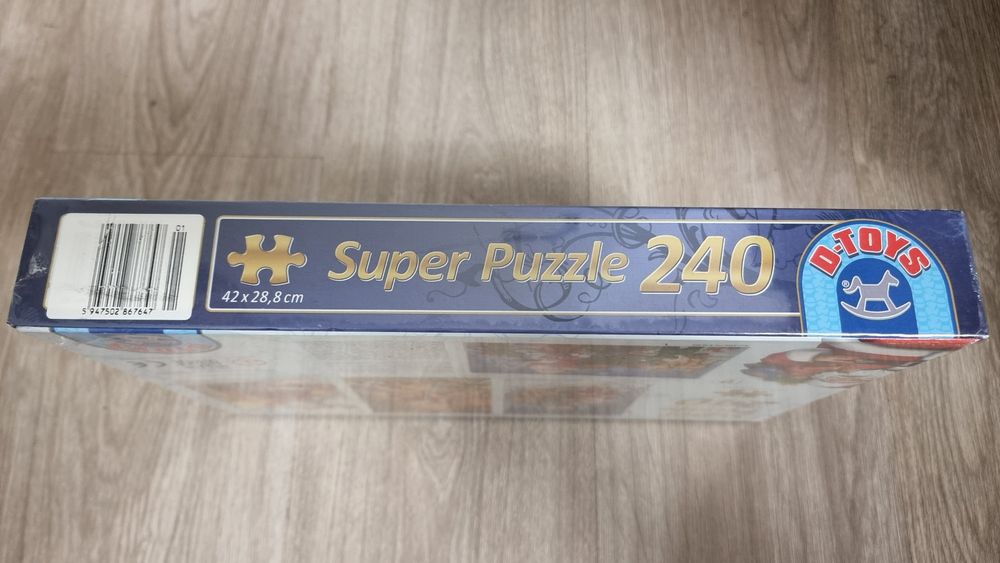 01
5 947502 867647
Super Puzzle 240
42 x 28,8 cm
D-TOYS